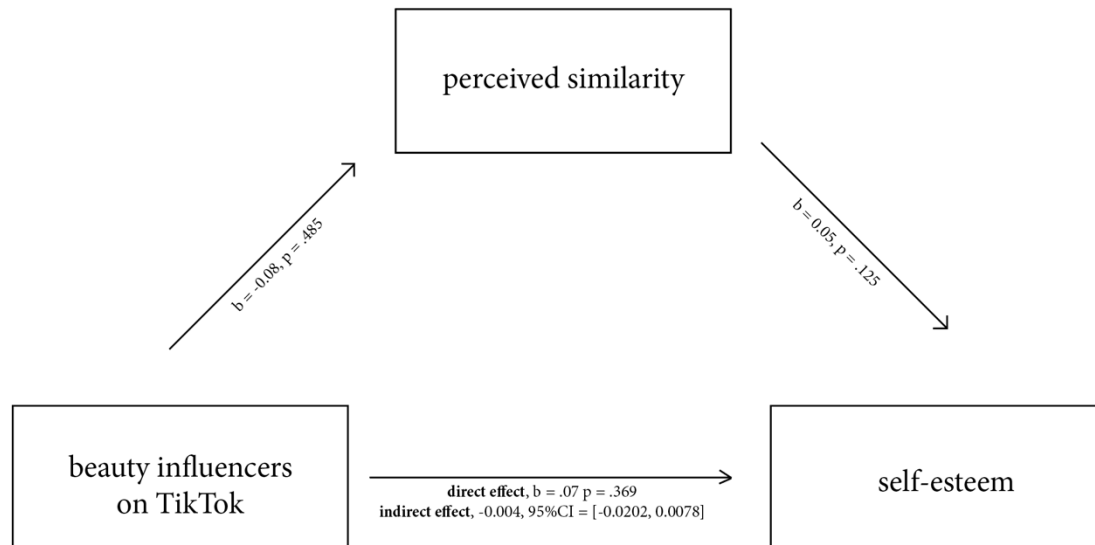 perceived similarity
b = -0.08, p = .485
b = 0.05, p = .125
beauty influencers
on TikTok
direct effect, b = .07 p = .369
indirect effect, -0.004, 95%CI = [-0.0202, 0.0078]
self-esteem